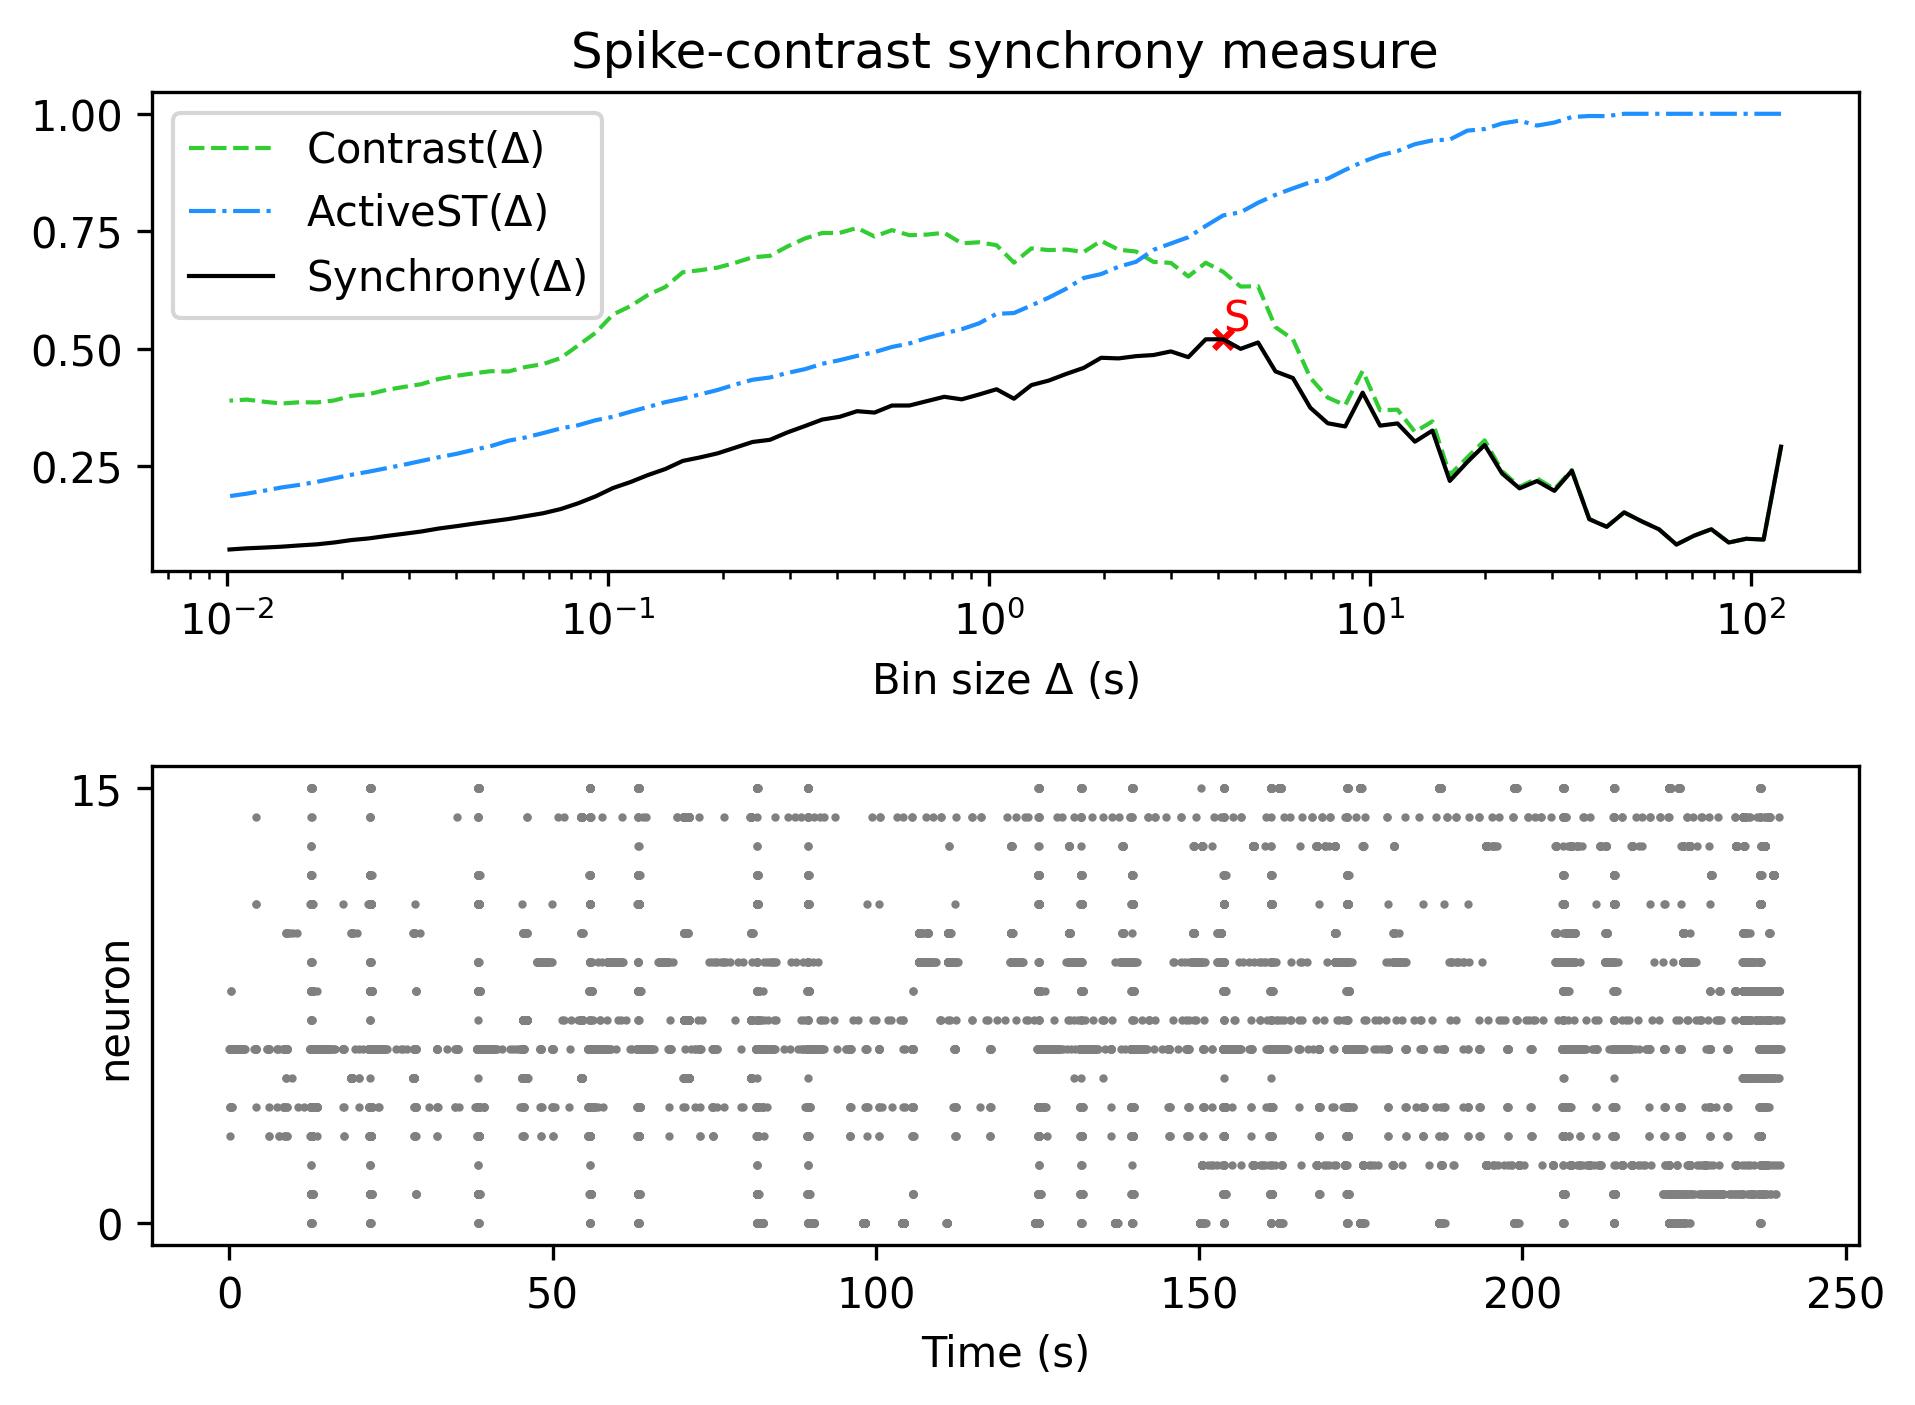 Spike-contrast synchrony measure
1.00
0.75
0.50
0.25
Contrast(Δ)
ActiveST(Δ)
Synchrony(Δ)
S
10⁻² 10⁻¹ 10⁰ 10¹ 10²
Bin size Δ (s)
15
0
neuron
0 50 100 150 200 250
Time (s)